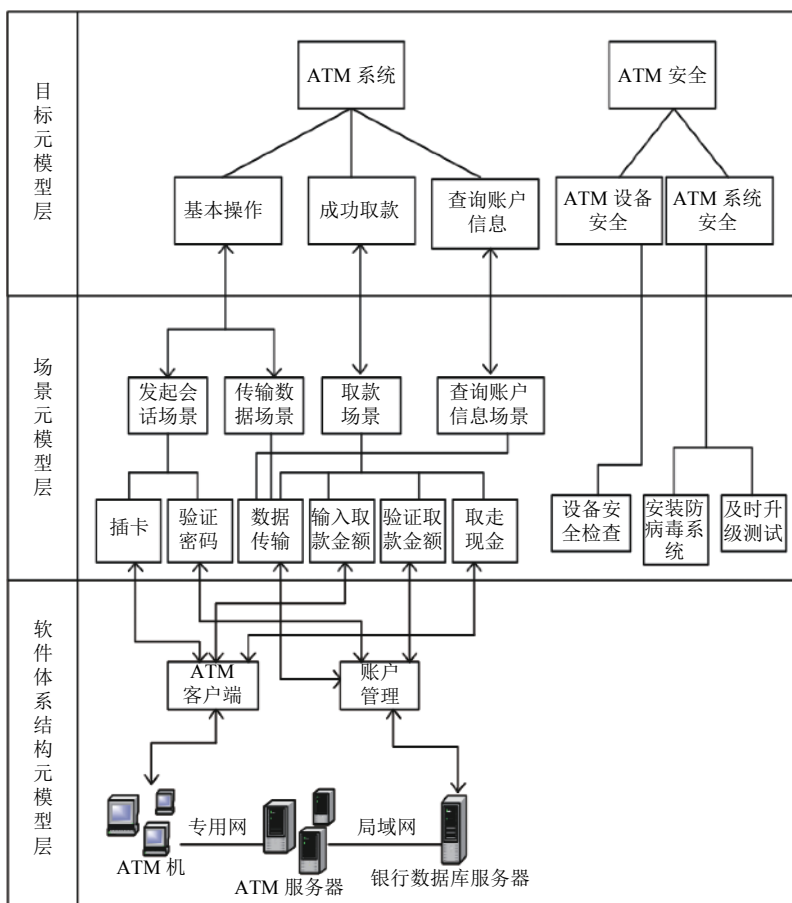 目标元模型层
ATM 系统
ATM 安全
基本操作
成功取款
查询账户
信息
ATM 设备
安全
ATM 系统
安全
场景元模型层
发起会
话场景
传输数
据场景
取款
场景
查询账户
信息场景
插卡
验证
密码
数据
传输
输入取
款金额
验证取
款金额
取走
现金
设备安
全检查
安装防
病毒系
统
及时升
级测试
软件体系结构元模型层
ATM
客户端
账户
管理
专用网
局域网
ATM 机
ATM 服务器
银行数据库服务器